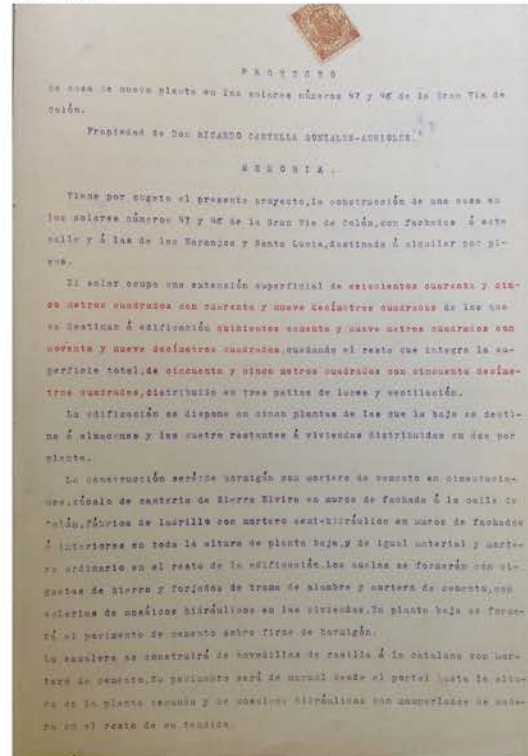 PROYECTO
de casa de nueva planta en los solares números 47 y 48 de la Gran Vía de
Colón.
Propiedad de Don RICARDO CASTELLA GONZALES-AURIOLES.
MEMORIA.
Tiene por objeto el presente proyecto, la construcción de una casa en
los solares números 47 y 48 de la Gran Vía de Colón, con fachadas á esta
calle y á las de los Naranjos y Santa Lucia, destinada á alquilar por pi-
sos.
El solar ocupa una extensión superficial de seiscientos cuarenta y cin-
co metros cuadrados con cuarenta y nueve decímetros cuadrados de los que
se destinan á edificación quinientos ochenta y nueve metros cuadrados con
noventa y nueve decímetros cuadrados, quedando el resto que integra la su-
perficie total, de cincuenta y cinco metros cuadrados con cincuenta decíme-
tros cuadrados, distribuido en tres patios de luces y ventilación.
La edificación se dispone en cinco plantas de las que la baja se desti-
na á almacenes y las cuatro restantes á viviendas distribuidas en dos por
planta.
La construcción será: de hormigón con mortero de cemento en cimentacio-
nes, zócalo de cantería de Sierra Elvira en muros de fachada á la calle de
Colón, fábrica de ladrillo con mortero semi-hidráulico en muros de fachadas
é interiores en toda la altura de planta baja, y de igual material y morte-
ro ordinario en el resto de la edificación. Los suelos se formarán con vi-
guetas de hierro y forjados de trama de alambre y mortero de cemento, con
solerías de mosáicos hidráulicos en las viviendas. En planta baja se forma-
rá el pavimento de cemento sobre firme de hormigón.
La escalera se construirá de bovedillas de rasilla á la catalana con mor-
tero de cemento. Su pavimento será de marmol desde el portal hasta la altu-
ra de la planta segunda y de mosaicos hidráulicos con mamperlanes de made-
ra en el resto de su tendido.